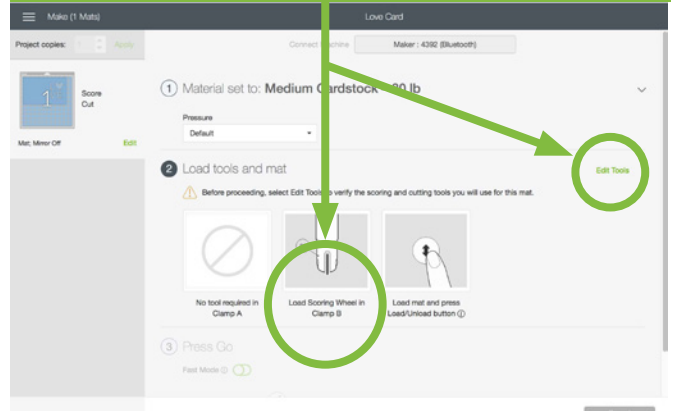 Make (1 Mats)
Love Card
Project copies:
Apply
Connect Machine
Maker : 4392 (Bluetooth)
1
Score
Cut
Mat; Mirror Off
Edit
1 Material set to: Medium Cardstock 80 lb
Pressure
Default
2 Load tools and mat
Edit Tools
Before proceeding, select Edit Tools to verify the scoring and cutting tools you will use for this mat.
No tool required in
Clamp A
Load Scoring Wheel in
Clamp B
Load mat and press
Load/Unload button
3 Press Go
Fast Mode